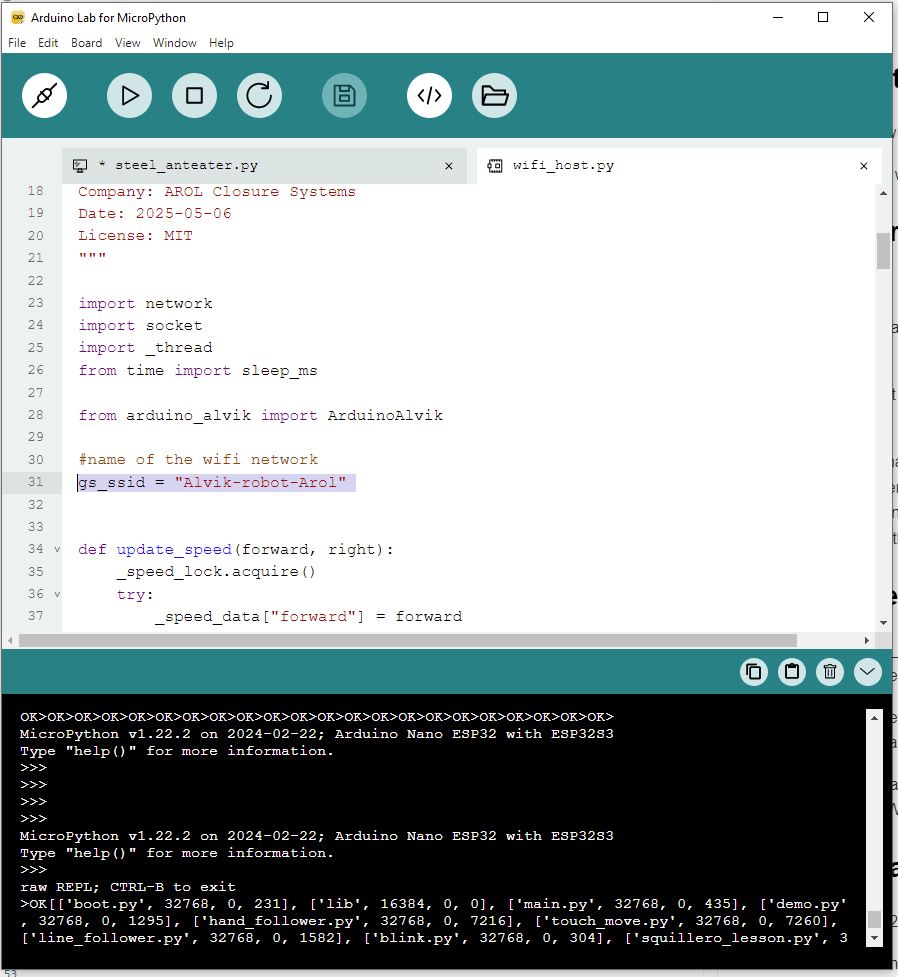 Arduino Lab for MicroPython
File Edit Board View Window Help
* steel_anteater.py × wifi_host.py ×
18 Company: AROL Closure Systems
19 Date: 2025-05-06
20 License: MIT
21 """
22
23 import network
24 import socket
25 import _thread
26 from time import sleep_ms
27
28 from arduino_alvik import ArduinoAlvik
29
30 #name of the wifi network
31 gs_ssid = "Alvik-robot-Arol"
32
33
34 def update_speed(forward, right):
35 _speed_lock.acquire()
36 try:
37 _speed_data["forward"] = forward
OK>OK>OK>OK>OK>OK>OK>OK>OK>OK>OK>OK>OK>OK>OK>OK>OK>OK>OK>OK>OK>OK>
MicroPython v1.22.2 on 2024-02-22; Arduino Nano ESP32 with ESP32S3
Type "help()" for more information.
>>>
>>>
>>>
>>>
MicroPython v1.22.2 on 2024-02-22; Arduino Nano ESP32 with ESP32S3
Type "help()" for more information.
>>>
raw REPL; CTRL-B to exit
>OK[['boot.py', 32768, 0, 231], ['lib', 16384, 0, 0], ['main.py', 32768, 0, 435], ['demo.py'
, 32768, 0, 1295], ['hand_follower.py', 32768, 0, 7216], ['touch_move.py', 32768, 0, 7260],
['line_follower.py', 32768, 0, 1582], ['blink.py', 32768, 0, 304], ['squillero_lesson.py', 3
53